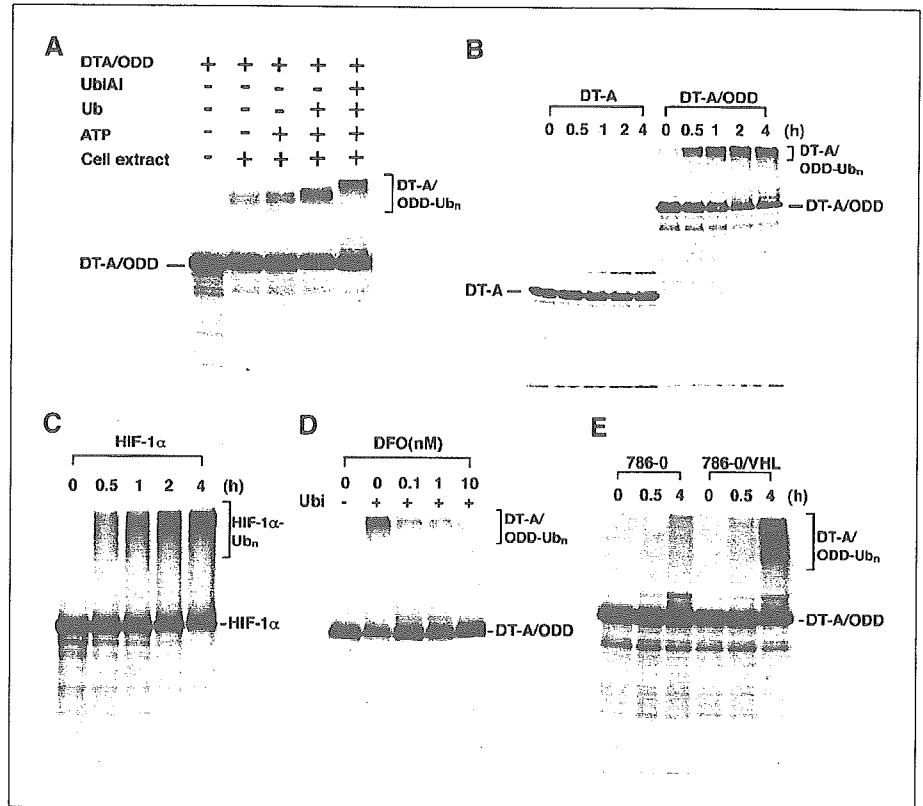 A
DTA/ODD + + + + +
UbiAl - - - - +
Ub - - - + +
ATP - - + + +
Cell extract - + + + +
DT-A/
ODD-Ubn
DT-A/ODD
B
DT-A DT-A/ODD
0 0.5 1 2 4 0 0.5 1 2 4 (h)
DT-A/
ODD-Ubn
DT-A/ODD
DT-A
C
HIF-1α
0 0.5 1 2 4 (h)
HIF-1α-
Ubn
HIF-1α
D
DFO(nM)
0 0 0.1 1 10
Ubi - + + + +
DT-A/
ODD-Ubn
DT-A/ODD
E
786-0 786-0/VHL
0 0.5 4 0 0.5 4 (h)
DT-A/
ODD-Ubn
DT-A/ODD